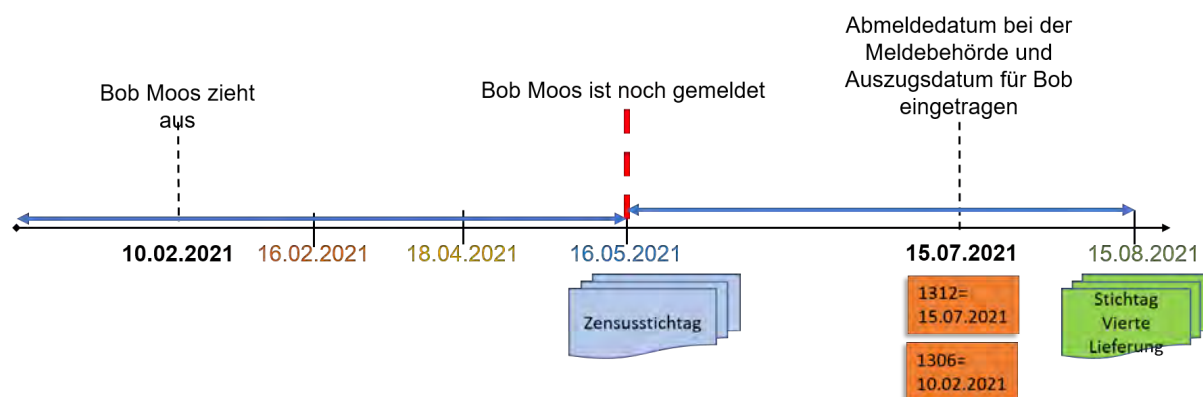 Abmeldedatum bei der
Meldebehörde und
Auszugsdatum für Bob
eingetragen
Bob Moos zieht
aus
Bob Moos ist noch gemeldet
10.02.2021
16.02.2021
18.04.2021
16.05.2021
15.07.2021
15.08.2021
Zensusstichtag
1312=
15.07.2021
1306=
10.02.2021
Stichtag
Vierte
Lieferung